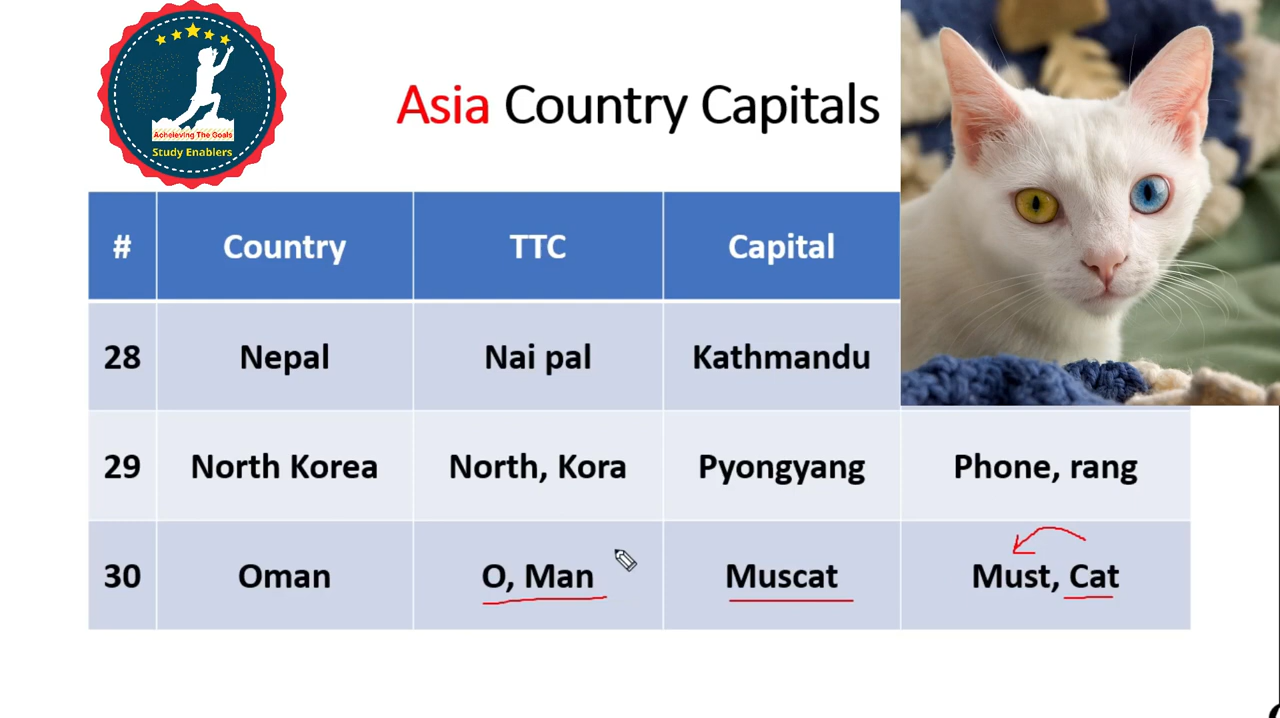 Acheleving The Goals
Study Enablers
Asia Country Capitals
# Country TTC Capital
28 Nepal Nai pal Kathmandu
29 North Korea North, Kora Pyongyang Phone, rang
30 Oman O, Man Muscat Must, Cat